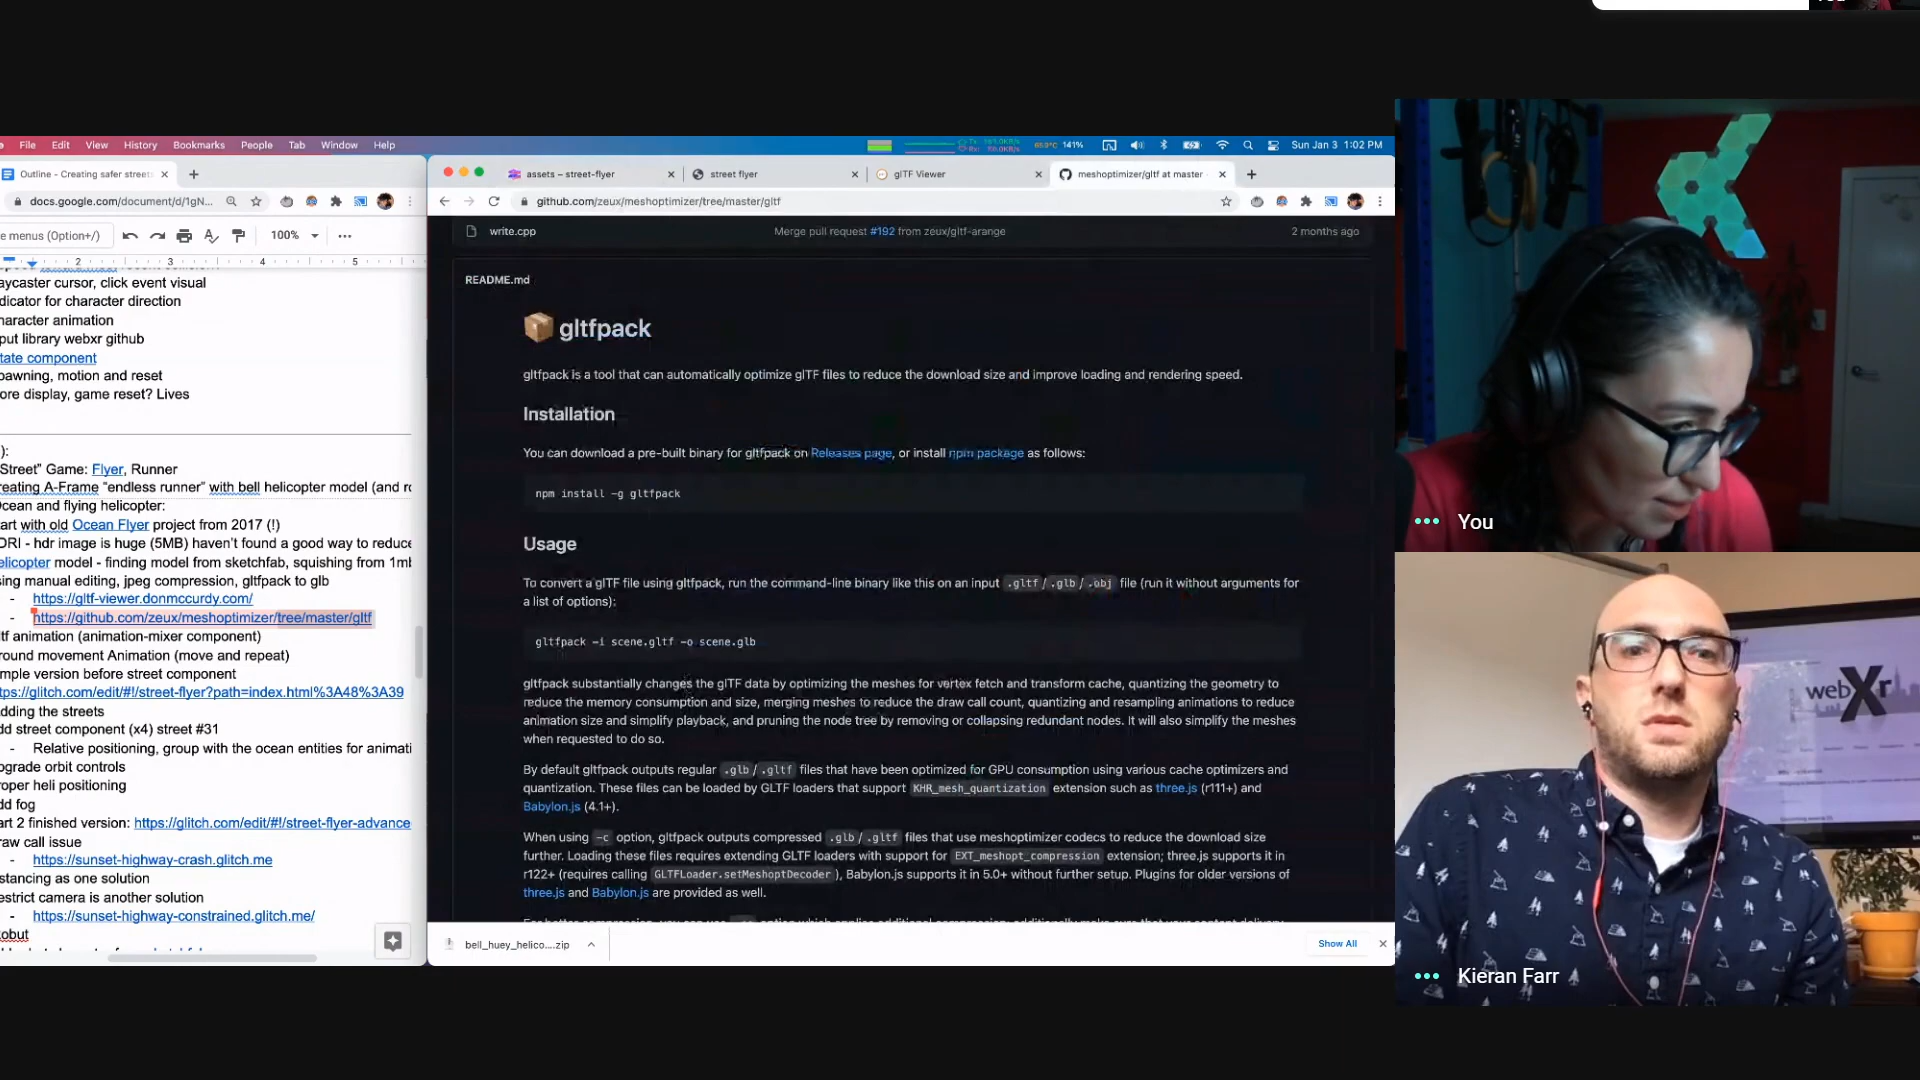 File Edit View History Bookmarks People Tab Window Help
141% Sun Jan 3 1:02 PM
Outline - Creating safer streets
docs.google.com/document/d/1gN...
e menus (Option+/)
100%
2 3 4 5
aycaster cursor, click event visual
dicator for character direction
haracter animation
put library webxr github
tate component
pawning, motion and reset
ore display, game reset? Lives
):
Street" Game: Flyer, Runner
reating A-Frame "endless runner" with bell helicopter model (and ro
Ocean and flying helicopter:
tart with old Ocean Flyer project from 2017 (!)
DRI - hdr image is huge (5MB) haven't found a good way to reduce
elicopter model - finding model from sketchfab, squishing from 1mb
sing manual editing, jpeg compression, gltfpack to glb
- https://gltf-viewer.donmccurdy.com/
- https://github.com/zeux/meshoptimizer/tree/master/gltf
ltf animation (animation-mixer component)
round movement Animation (move and repeat)
mple version before street component
tps://glitch.com/edit/#!/street-flyer?path=index.html%3A48%3A39
adding the streets
dd street component (x4) street #31
- Relative positioning, group with the ocean entities for animati
pgrade orbit controls
roper heli positioning
dd fog
art 2 finished version: https://glitch.com/edit/#!/street-flyer-advance
raw call issue
- https://sunset-highway-crash.glitch.me
stancing as one solution
estrict camera is another solution
- https://sunset-highway-constrained.glitch.me/
kobut
assets – street-flyer
street flyer
glTF Viewer
meshoptimizer/gltf at master
github.com/zeux/meshoptimizer/tree/master/gltf
write.cpp Merge pull request #192 from zeux/gltf-arange 2 months ago
README.md
gltfpack
gltfpack is a tool that can automatically optimize glTF files to reduce the download size and improve loading and rendering speed.
Installation
You can download a pre-built binary for gltfpack on Releases page, or install npm package as follows:
npm install -g gltfpack
Usage
To convert a glTF file using gltfpack, run the command-line binary like this on an input .gltf / .glb / .obj file (run it without arguments for
a list of options):
gltfpack -i scene.gltf -o scene.glb
gltfpack substantially changes the glTF data by optimizing the meshes for vertex fetch and transform cache, quantizing the geometry to
reduce the memory consumption and size, merging meshes to reduce the draw call count, quantizing and resampling animations to reduce
animation size and simplify playback, and pruning the node tree by removing or collapsing redundant nodes. It will also simplify the meshes
when requested to do so.
By default gltfpack outputs regular .glb / .gltf files that have been optimized for GPU consumption using various cache optimizers and
quantization. These files can be loaded by GLTF loaders that support KHR_mesh_quantization extension such as three.js (r111+) and
Babylon.js (4.1+).
When using -c option, gltfpack outputs compressed .glb / .gltf files that use meshoptimizer codecs to reduce the download size
further. Loading these files requires extending GLTF loaders with support for EXT_meshopt_compression extension; three.js supports it in
r122+ (requires calling GLTFLoader.setMeshoptDecoder ), Babylon.js supports it in 5.0+ without further setup. Plugins for older versions of
three.js and Babylon.js are provided as well.
bell_huey_helico....zip
Show All
You
webXr
Kieran Farr